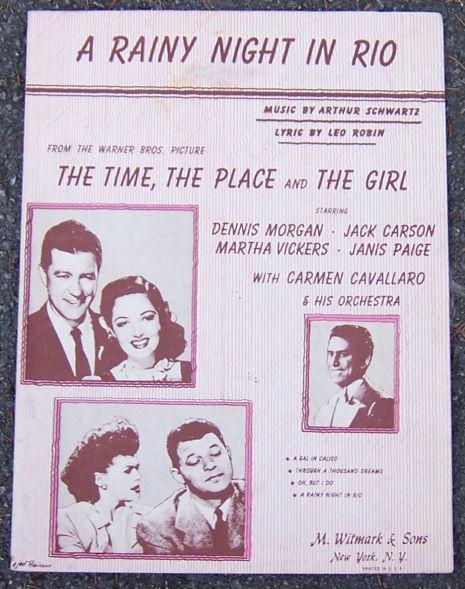 A RAINY NIGHT IN RIO
MUSIC BY ARTHUR SCHWARTZ
LYRIC BY LEO ROBIN
FROM THE WARNER BROS. PICTURE
THE TIME, THE PLACE AND THE GIRL
STARRING
DENNIS MORGAN · JACK CARSON
MARTHA VICKERS · JANIS PAIGE
WITH CARMEN CAVALLARO
& HIS ORCHESTRA
• A GAL IN CALICO
• THROUGH A THOUSAND DREAMS
• OH, BUT I DO
• A RAINY NIGHT IN RIO
M. Witmark & Sons
New York, N. Y.
PRINTED IN U.S.A.